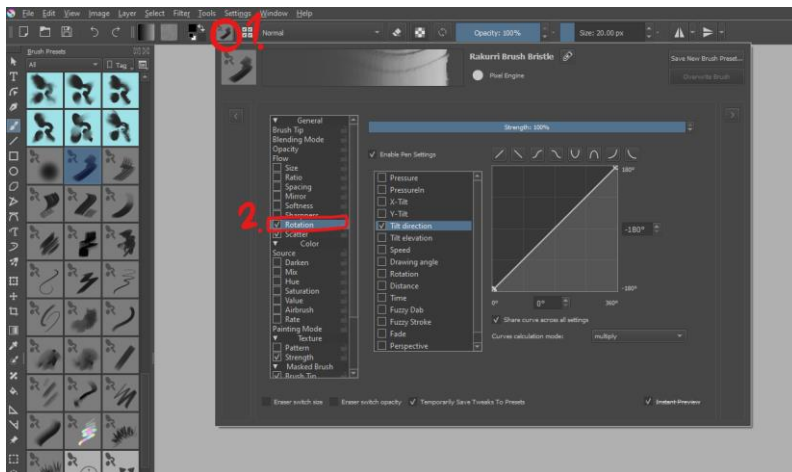 File Edit View Image Layer Select Filter Tools Settings Window Help
1.
Normal
Opacity: 100%
Size: 20.00 px
Brush Presets
All
Tag
Rakurri Brush Bristle
Pixel Engine
Save New Brush Preset...
Overwrite Brush
General
Brush Tip
Blending Mode
Opacity
Flow
Size
Ratio
Spacing
Mirror
Softness
Sharpness
2.
Rotation
Scatter
Color
Source
Darken
Mix
Hue
Saturation
Value
Airbrush
Rate
Painting Mode
Texture
Pattern
Strength
Masked Brush
Brush Tip
Strength: 100%
Enable Pen Settings
Pressure
PressureIn
X-Tilt
Y-Tilt
Tilt direction
Tilt elevation
Speed
Drawing angle
Rotation
Distance
Time
Fuzzy Dab
Fuzzy Stroke
Fade
Perspective
180°
-180°
-180°
0°
0°
360°
Share curve across all settings
Curves calculation mode:
multiply
Eraser switch size
Eraser switch opacity
Temporarily Save Tweaks To Presets
Instant Preview